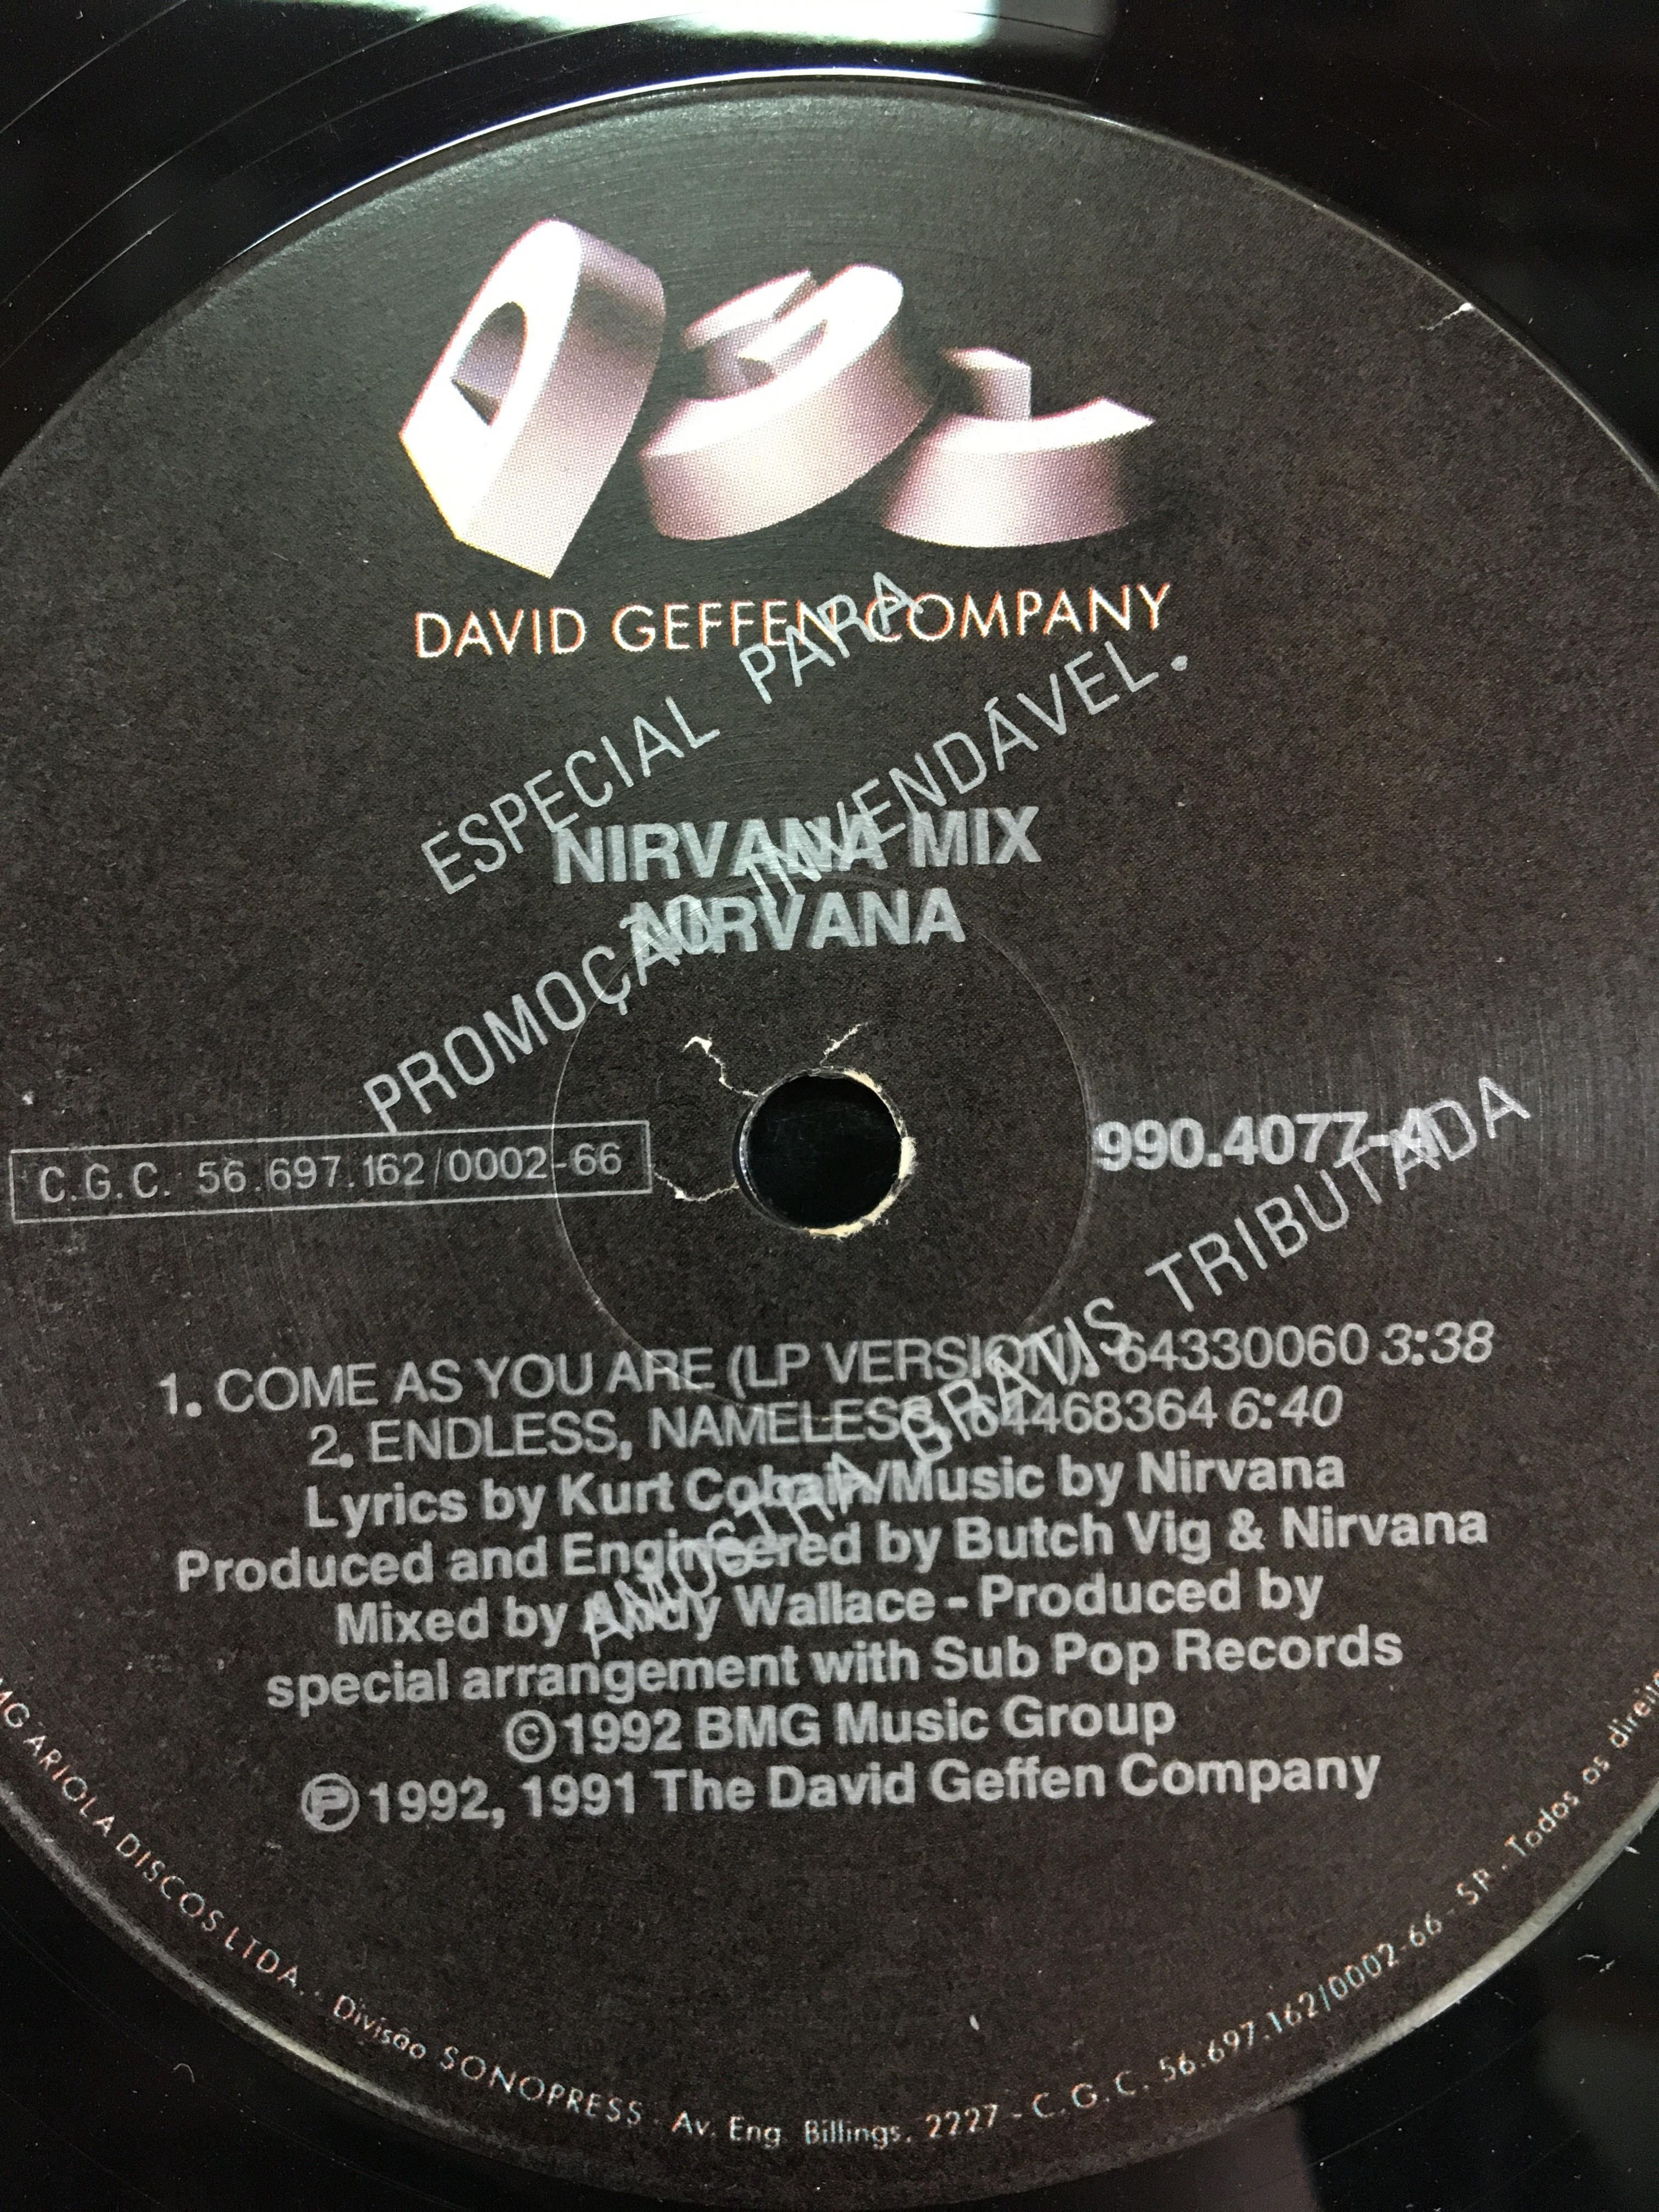 DGC
DAVID GEFFEN COMPANY
ESPECIAL PARA
PROMOÇÃO INVENDÁVEL.
NIRVANA MIX
NIRVANA
C.G.C. 56.697.162/0002-66
990.4077-4
AMOSTRA GRATIS TRIBUTADA
1. COME AS YOU ARE (LP VERSION). 64330060 3:38
2. ENDLESS, NAMELESS. 64468364 6:40
Lyrics by Kurt Cobain/Music by Nirvana
Produced and Engineered by Butch Vig & Nirvana
Mixed by Andy Wallace - Produced by
special arrangement with Sub Pop Records
©1992 BMG Music Group
℗1992, 1991 The David Geffen Company
MG ARIOLA DISCOS LTDA. · Divisão SONOPRESS · Av. Eng. Billings, 2227 - C.G.C. 56.697.162/0002-66 - SP. Todos os